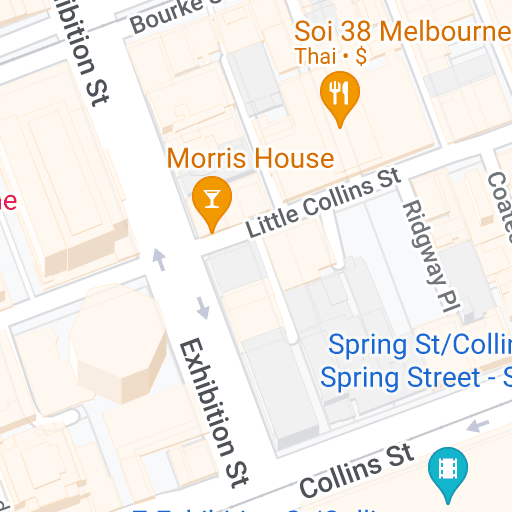 Bourke S
Exhibition St
Soi 38 Melbourne
Thai • $
Morris House
Little Collins St
Ridgway Pl
Spring St/Collin
Spring Street - S
Exhibition St
Collins St